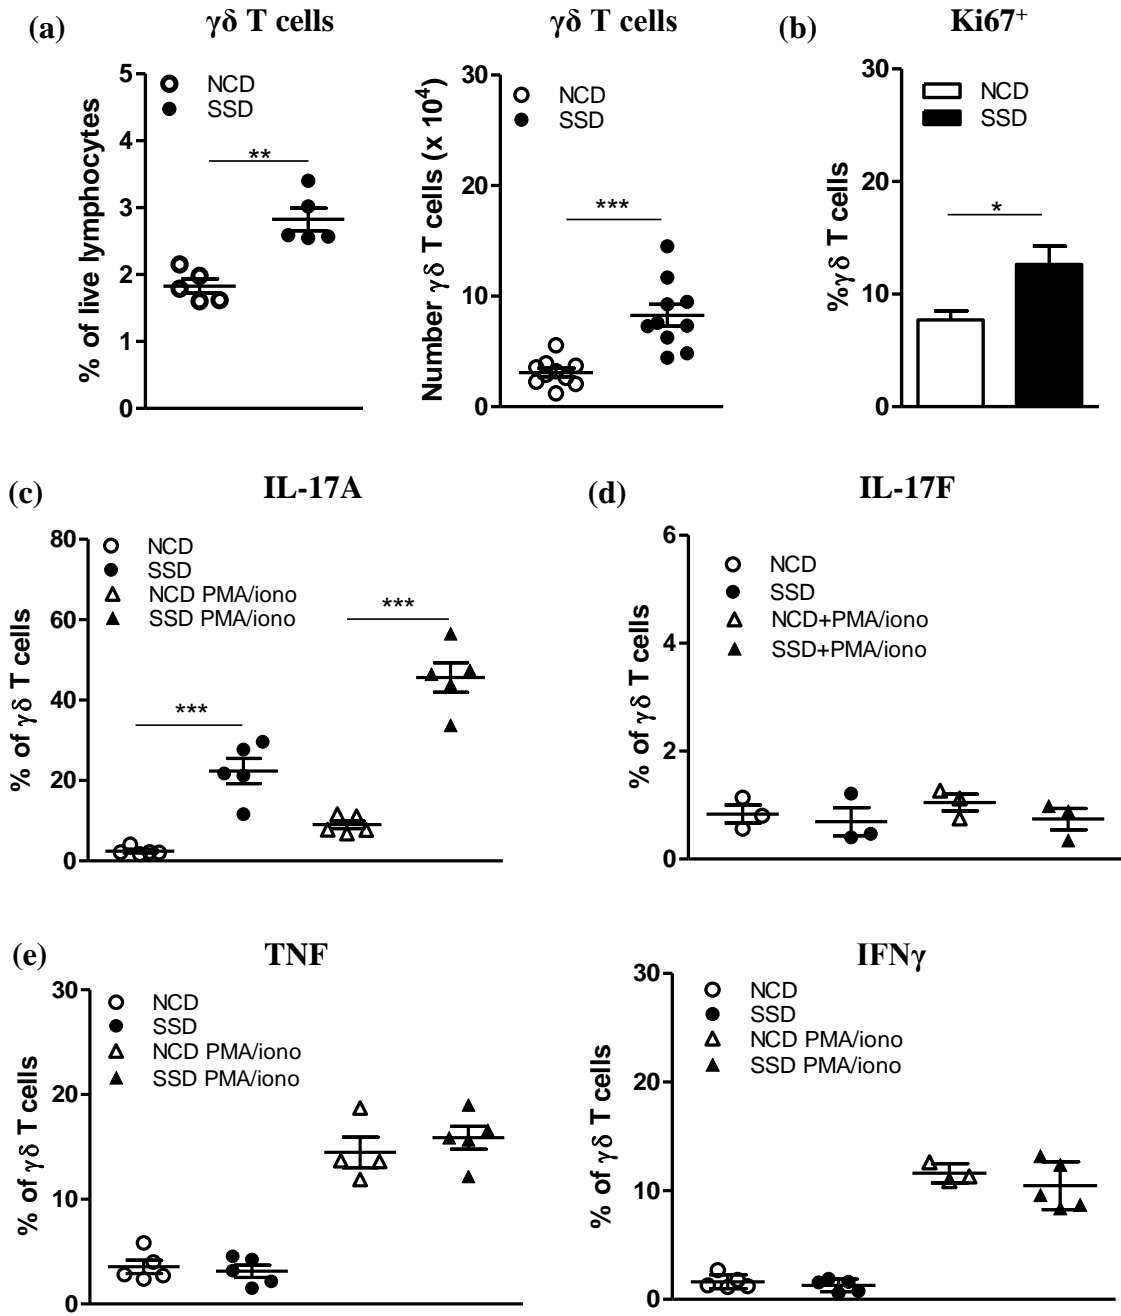 (a)
γδ T cells
% of live lymphocytes
5
4
3
2
1
0
NCD
SSD
**
γδ T cells
Number γδ T cells (x 10⁴)
30
20
10
0
NCD
SSD
***
(b)
Ki67⁺
%γδ T cells
30
20
10
0
NCD
SSD
*
(c)
IL-17A
% of γδ T cells
80
60
40
20
0
NCD
SSD
NCD PMA/iono
SSD PMA/iono
***
***
(d)
IL-17F
% of γδ T cells
6
4
2
0
NCD
SSD
NCD+PMA/iono
SSD+PMA/iono
(e)
TNF
% of γδ T cells
30
20
10
0
NCD
SSD
NCD PMA/iono
SSD PMA/iono
IFNγ
% of γδ T cells
30
20
10
0
NCD
SSD
NCD PMA/iono
SSD PMA/iono